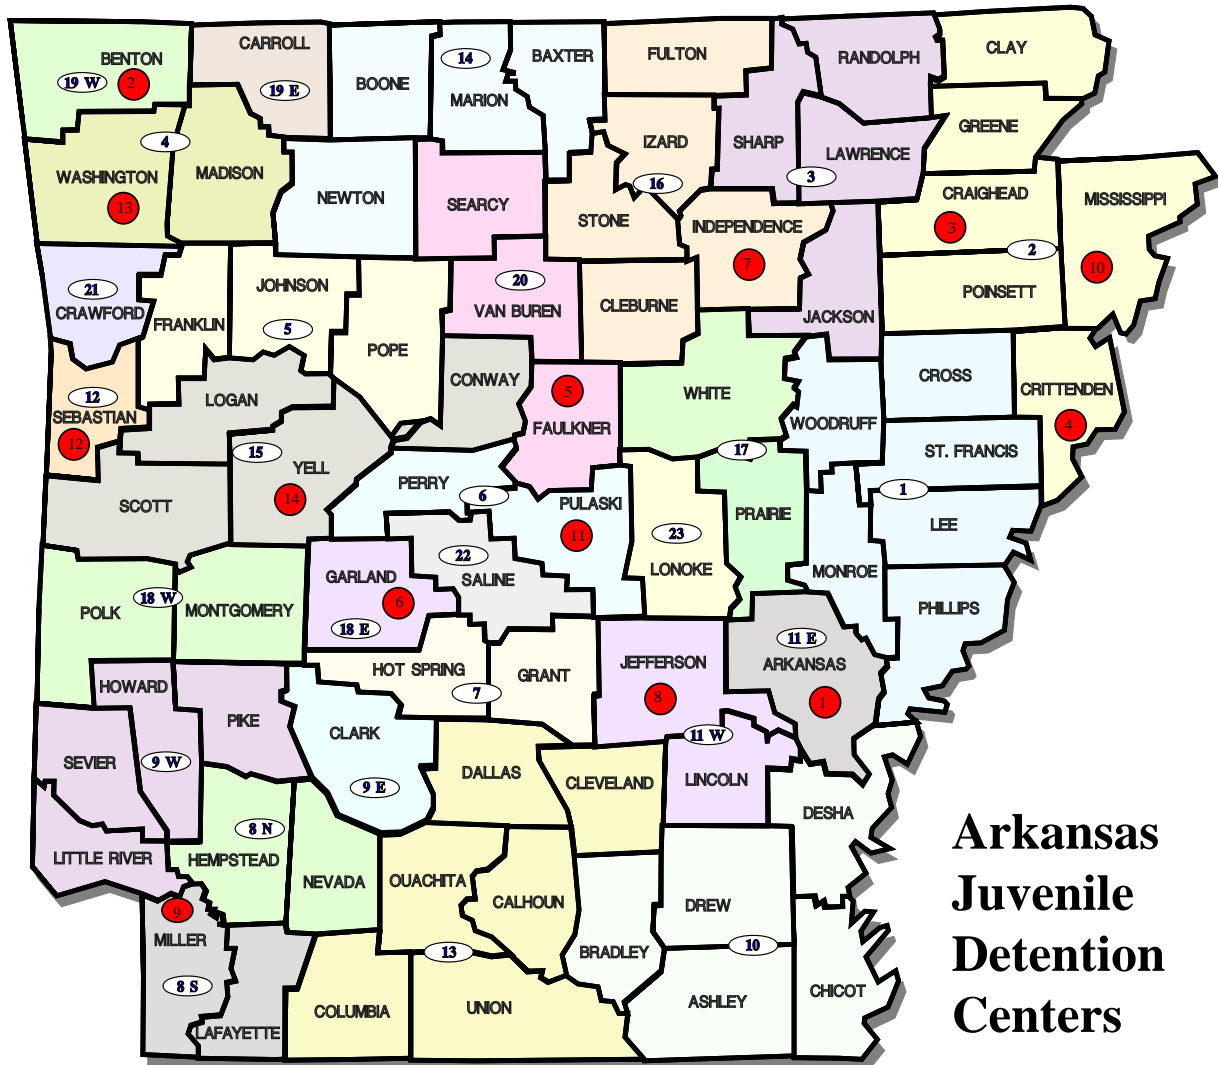 CARROLL
CLAY
BENTON
FULTON
BAXTER
RANDOLPH
14
19 W
2
19 E
BOONE
MARION
GREENE
4
IZARD
SHARP
LAWRENCE
WASHINGTON
MADISON
16
3
CRAIGHEAD
NEWTON
SEARCY
MISSISSIPPI
13
STONE
INDEPENDENCE
3
2
7
10
21
JOHNSON
20
POINSETT
CRAWFORD
FRANKLIN
VAN BUREN
CLEBURNE
JACKSON
5
POPE
CONWAY
CROSS
12
LOGAN
5
WHITE
CRITTENDEN
SEBASTIAN
FAULKNER
WOODRUFF
4
12
15
17
ST. FRANCIS
YELL
PERRY
6
1
SCOTT
14
PULASKI
PRAIRIE
LEE
11
23
22
LONOKE
GARLAND
SALINE
MONROE
18 W
6
POLK
MONTGOMERY
PHILLIPS
18 E
11 E
HOT SPRING
JEFFERSON
ARKANSAS
HOWARD
7
GRANT
8
1
PIKE
CLARK
11 W
SEVIER
9 W
DALLAS
LINCOLN
9 E
CLEVELAND
DESHA
8 N
LITTLE RIVER
HEMPSTEAD
NEVADA
OUACHITA
CALHOUN
DREW
9
MILLER
BRADLEY
13
10
8 S
CHICOT
LAFAYETTE
COLUMBIA
UNION
ASHLEY
Arkansas
Juvenile
Detention
Centers